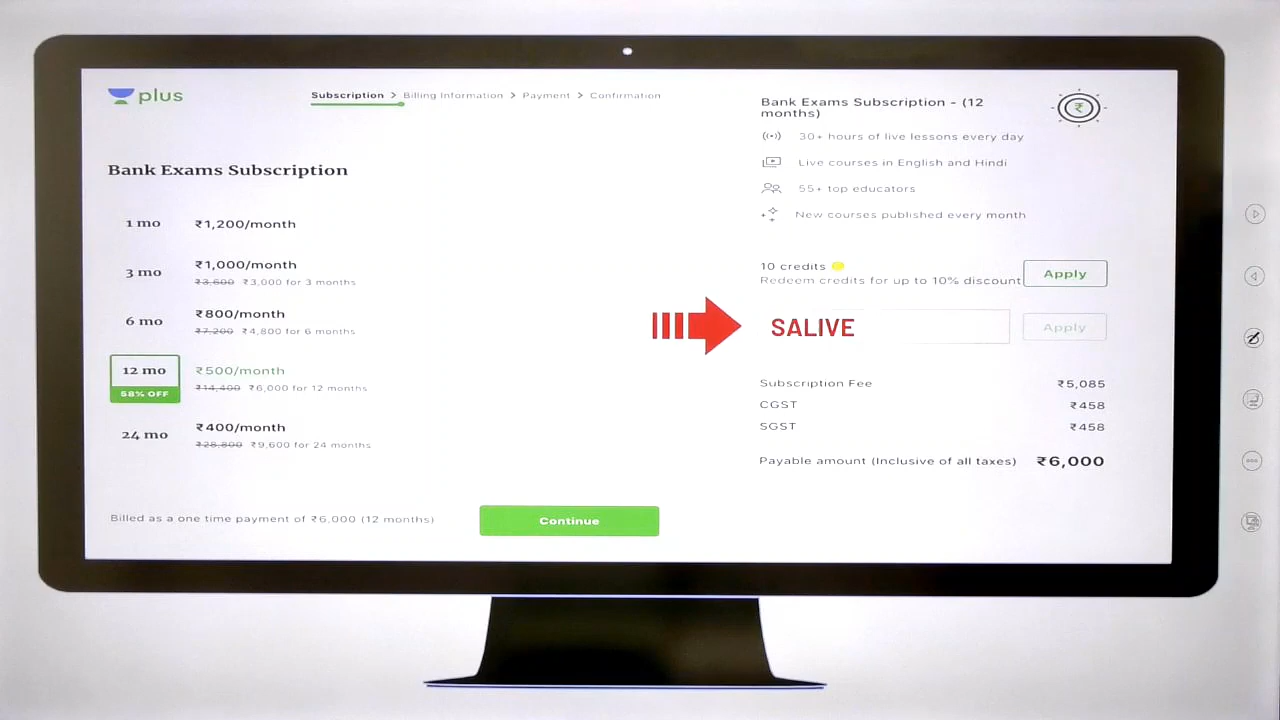 plus
Subscription > Billing Information > Payment > Confirmation
Bank Exams Subscription
1 mo ₹1,200/month
3 mo ₹1,000/month
₹3,600 ₹3,000 for 3 months
6 mo ₹800/month
₹7,200 ₹4,800 for 6 months
12 mo ₹500/month
58% OFF ₹14,400 ₹6,000 for 12 months
24 mo ₹400/month
₹28,800 ₹9,600 for 24 months
Billed as a one time payment of ₹6,000 (12 months)
Continue
Bank Exams Subscription - (12
months)
₹
30+ hours of live lessons every day
Live courses in English and Hindi
55+ top educators
New courses published every month
10 credits
Redeem credits for up to 10% discount
Apply
SALIVE
Apply
Subscription Fee ₹5,085
CGST ₹458
SGST ₹458
Payable amount (Inclusive of all taxes) ₹6,000